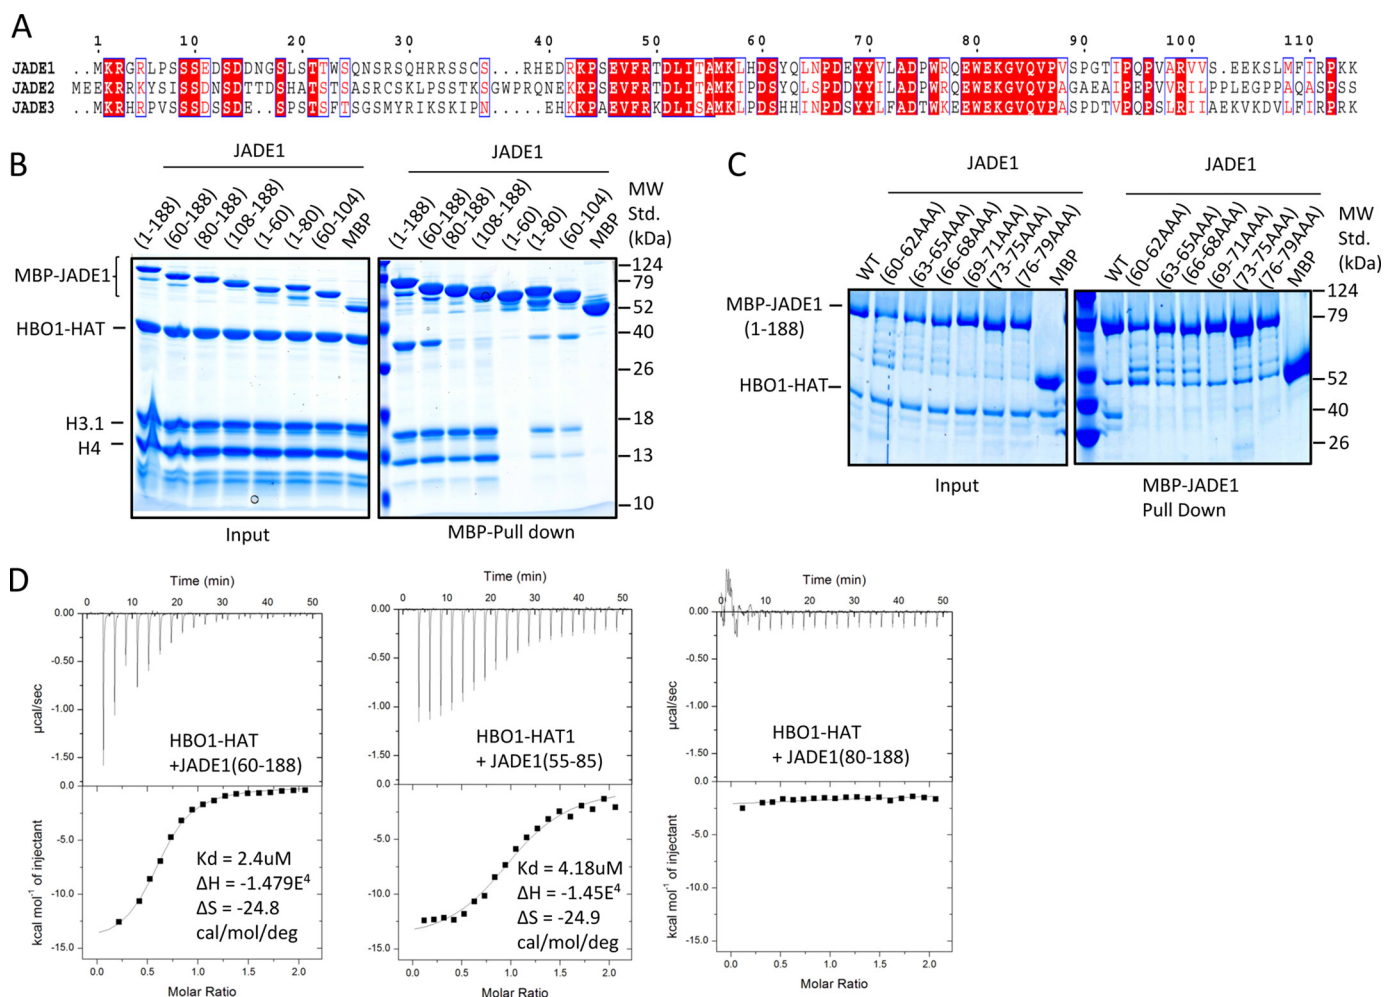 A
1 10 20 30 40 50 60 70 80 90 100 110
JADE1 ..MKRGRLPSSSEDSDDNGSLSTTWSQNSRSQHRRSSCS...RHEDRKPSEVFRTDLITAMKLHDSYQLNPDEYYVLADPWRQEWEKGVQVPVSPGTIPQPVARVVS.EEKSLMFIRPKK
JADE2 MEEKRRKYSISSDNSDTTDSHATSTSASRCSKLPSSTKSGWPRQNEKKPSEVFRTDLITAMKIPDSYQLSPDDYYILADPWRQEWEKGVQVPAGAEAIPEPVVRILPPLEGPPAQASPSS
JADE3 ..MKRHRPVSSSDSSDE..SPSTSFTSGSMYRIKSKIPN.....EHKKPAEVFRKDLISAMKLPDSHHINPDSYYLFADTWKEEWEKGVQVPASPDTVPQPSLRIIAEKVKDVLFIRPRK
B
JADE1 JADE1
(1-188) (60-188) (80-188) (108-188) (1-60) (1-80) (60-104) MBP
(1-188) (60-188) (80-188) (108-188) (1-60) (1-80) (60-104) MBP
MW
Std.
(kDa)
MBP-JADE1
HBO1-HAT
H3.1
H4
124
79
52
40
26
18
13
10
Input MBP-Pull down
C
JADE1 JADE1
WT (60-62AAA) (63-65AAA) (66-68AAA) (69-71AAA) (73-75AAA) (76-79AAA) MBP
WT (60-62AAA) (63-65AAA) (66-68AAA) (69-71AAA) (73-75AAA) (76-79AAA) MBP
MW
Std.
(kDa)
MBP-JADE1
(1-188)
HBO1-HAT
124
79
52
40
26
Input MBP-JADE1
Pull Down
D
Time (min)
0 10 20 30 40 50
µcal/sec
0.00
-0.50
-1.00
-1.50
HBO1-HAT
+JADE1(60-188)
0.0
-5.0
-10.0
-15.0
kcal mol-1 of injectant
Kd = 2.4uM
ΔH = -1.479E4
ΔS = -24.8
cal/mol/deg
0.0 0.5 1.0 1.5 2.0
Molar Ratio
Time (min)
0 10 20 30 40 50
0.00
-0.50
-1.00
-1.50
µcal/sec
HBO1-HAT1
+ JADE1(55-85)
0.0
-5.0
-10.0
-15.0
kcal mol-1 of injectant
Kd = 4.18uM
ΔH = -1.45E4
ΔS = -24.9
cal/mol/deg
0.0 0.5 1.0 1.5 2.0
Molar Ratio
Time (min)
0 10 20 30 40 50
0.00
-0.50
-1.00
-1.50
µcal/sec
HBO1-HAT
+ JADE1(80-188)
0.0
-5.0
-10.0
-15.0
kcal mol-1 of injectant
0.0 0.5 1.0 1.5 2.0
Molar Ratio